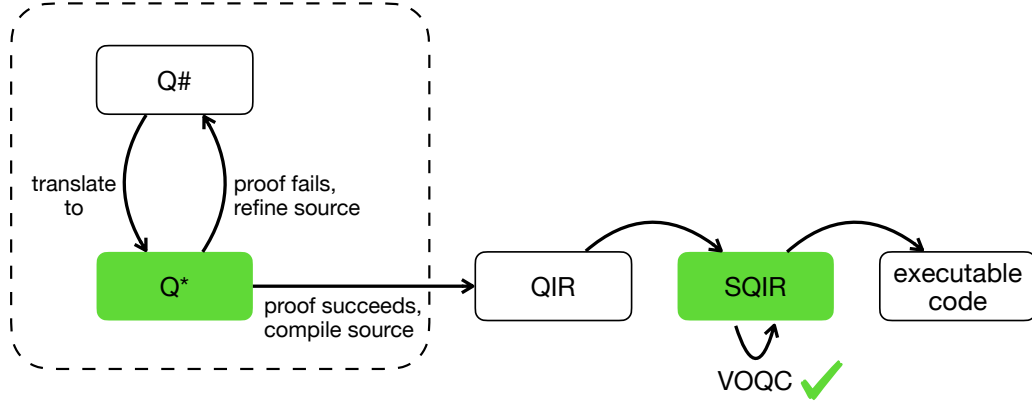 Q#
translate
to
proof fails,
refine source
Q*
proof succeeds,
compile source
QIR
SQIR
executable
code
VOQC